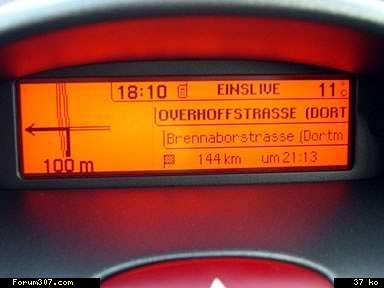 18:10 EINSLIVE 11°C
OVERHOFFSTRASSE (DORT
Brennaborstrasse (Dortm
100 m
144 km um 21:13
Forum307.com 37 ko